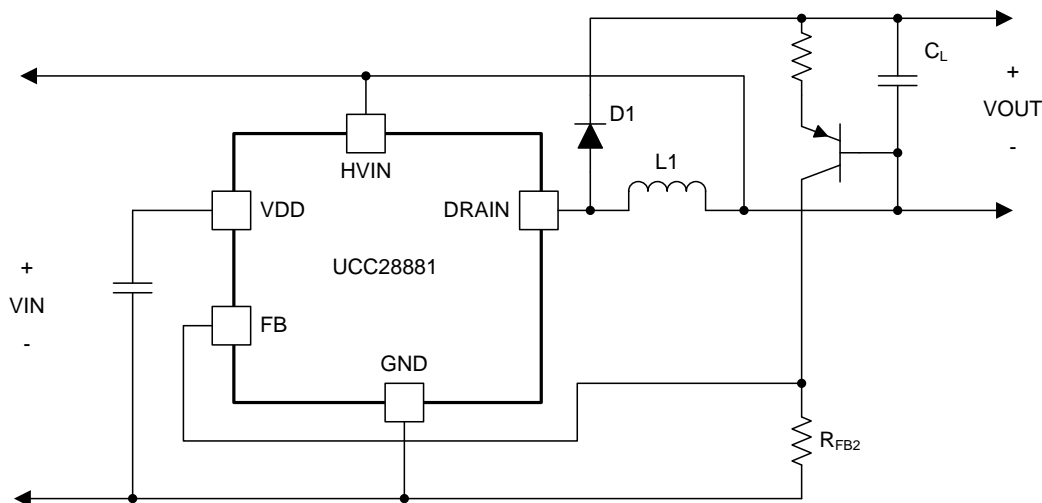 C_L
+
VOUT
-
D1
HVIN
L1
VDD
DRAIN
UCC28881
+
VIN
-
FB
GND
R_FB2